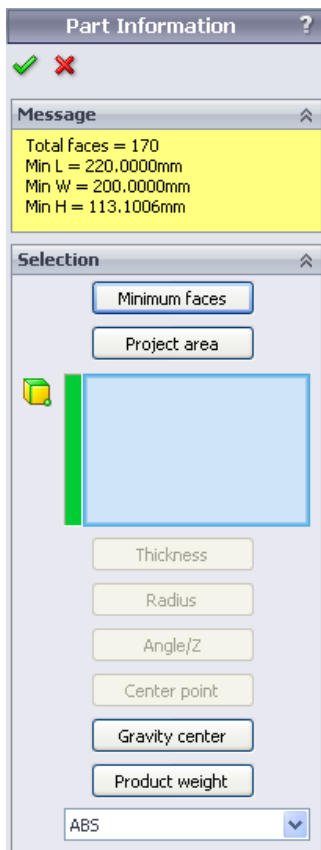 Part Information ?
Message
Total faces = 170
Min L = 220.0000mm
Min W = 200.0000mm
Min H = 113.1006mm
Selection
Minimum faces
Project area
Thickness
Radius
Angle/Z
Center point
Gravity center
Product weight
ABS